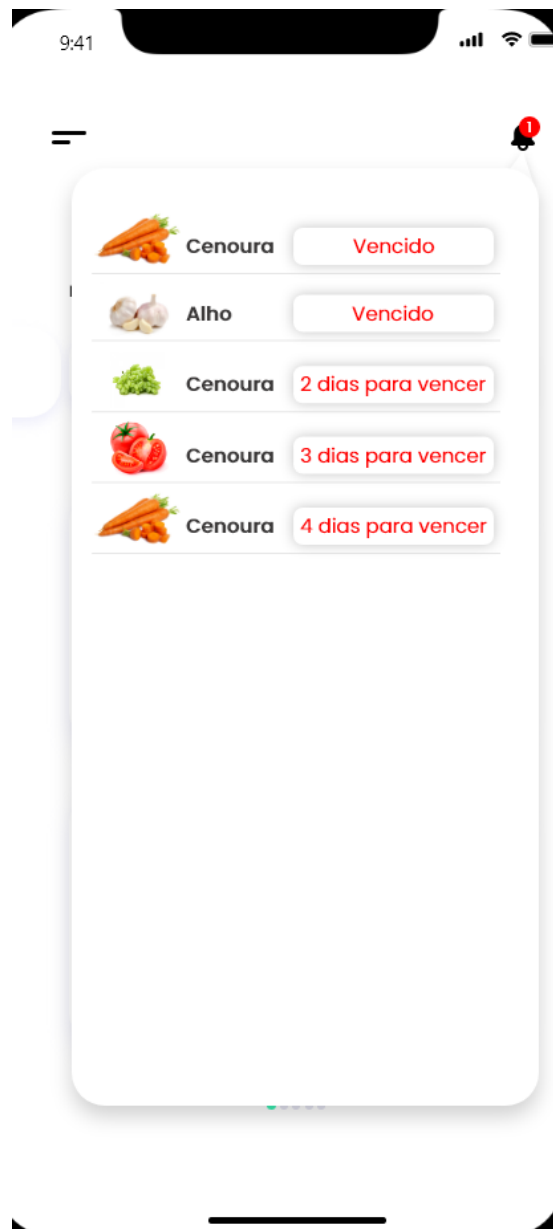 9:41
1
Cenoura Vencido
Alho Vencido
Cenoura 2 dias para vencer
Cenoura 3 dias para vencer
Cenoura 4 dias para vencer